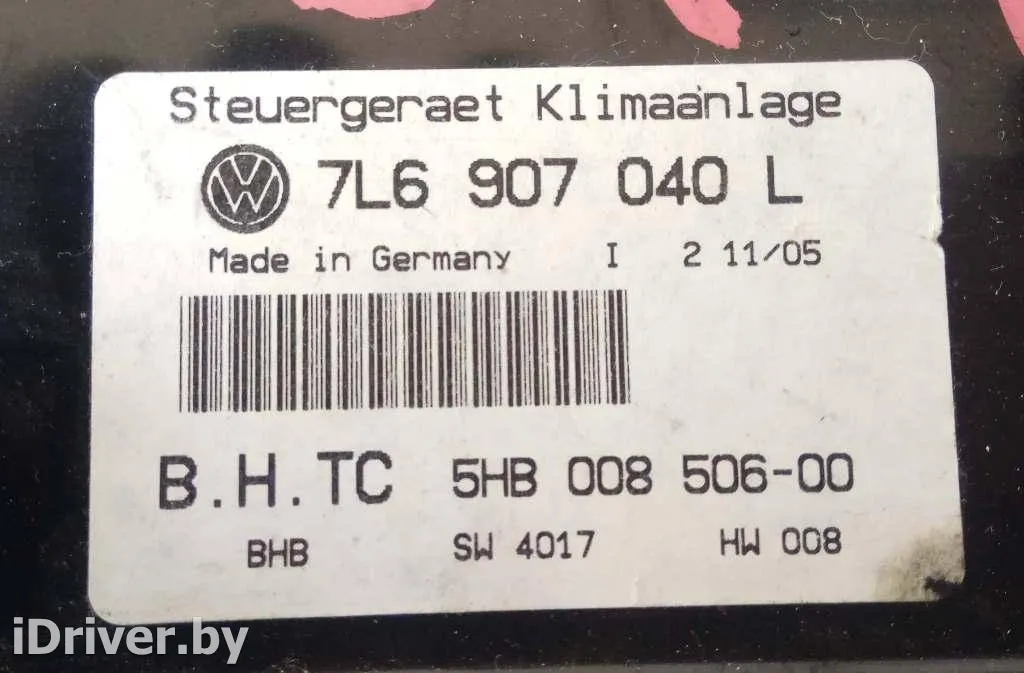 Steuergeraet Klimaanlage
7L6 907 040 L
Made in Germany I 2 11/05
B.H.TC 5HB 008 506-00
BHB SW 4017 HW 008
iDriver.by